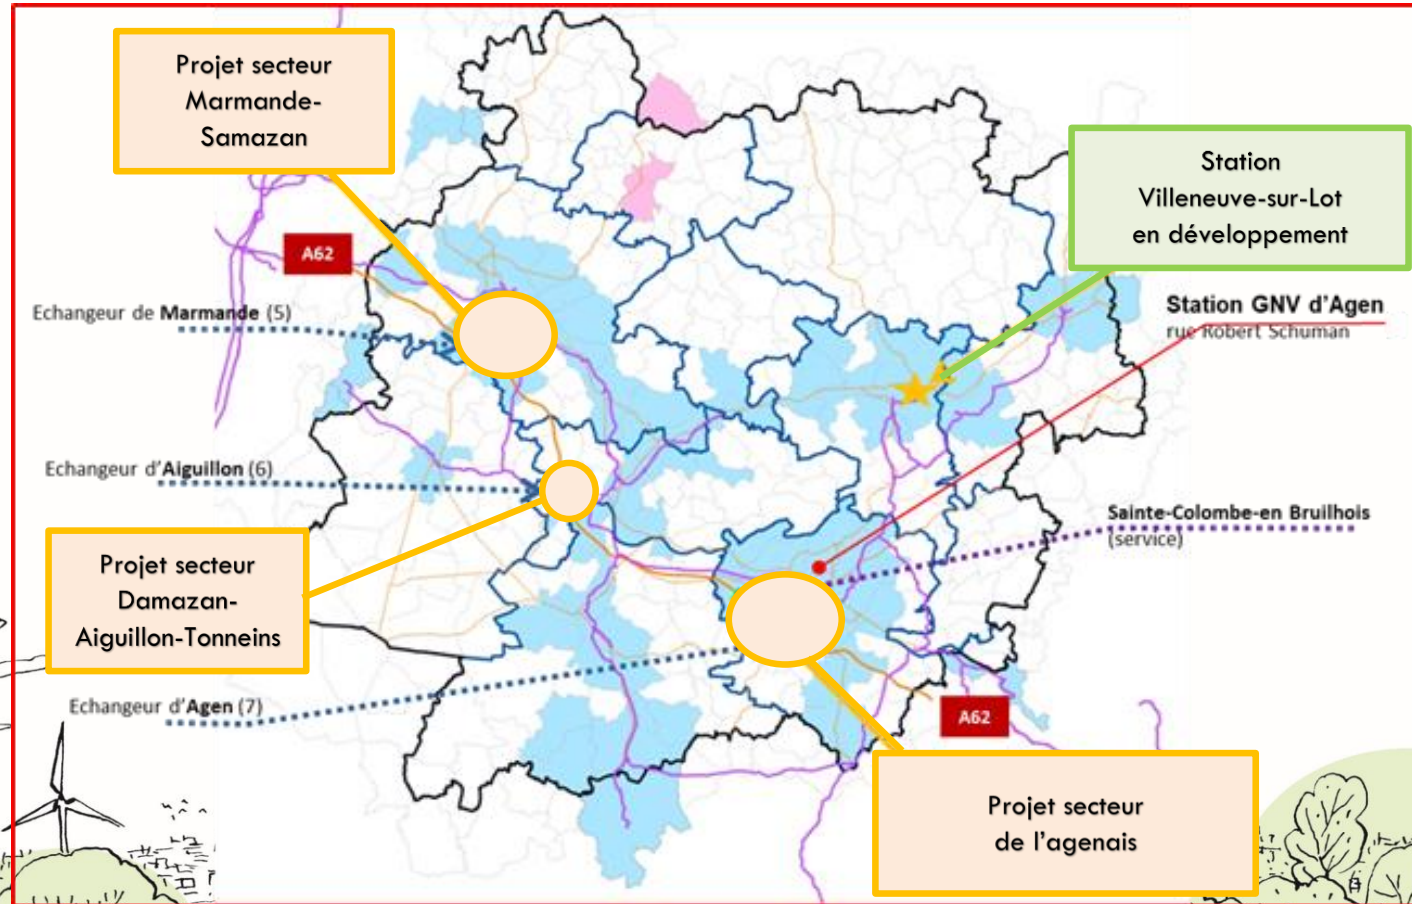 Projet secteur
Marmande-
Samazan
Station
Villeneuve-sur-Lot
en développement
A62
Echangeur de Marmande (5)
Station GNV d'Agen
rue Robert Schuman
Echangeur d'Aiguillon (6)
Sainte-Colombe-en Bruilhois
(service)
Projet secteur
Damazan-
Aiguillon-Tonneins
Echangeur d'Agen (7)
A62
Projet secteur
de l'agenais